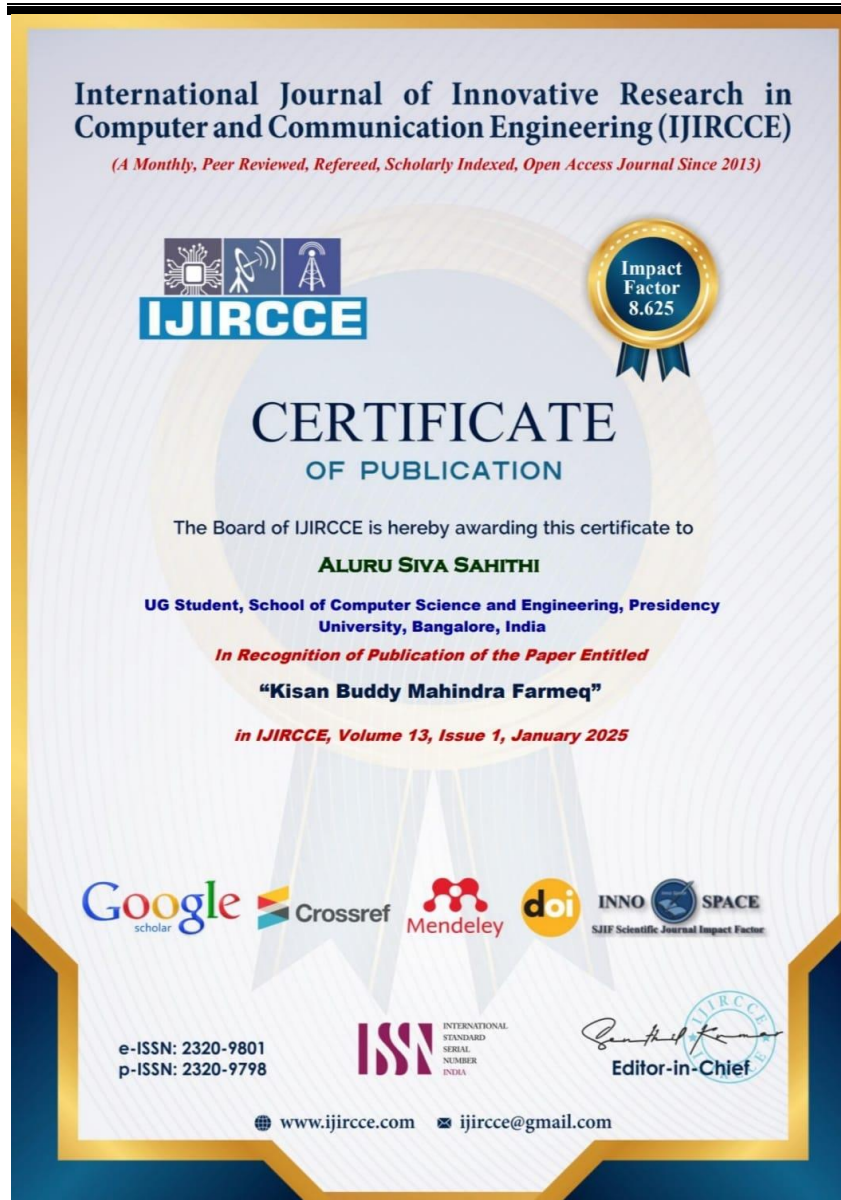 International Journal of Innovative Research in
Computer and Communication Engineering (IJIRCCE)
(A Monthly, Peer Reviewed, Refereed, Scholarly Indexed, Open Access Journal Since 2013)
IJIRCCE
Impact
Factor
8.625
CERTIFICATE
OF PUBLICATION
The Board of IJIRCCE is hereby awarding this certificate to
ALURU SIVA SAHITHI
UG Student, School of Computer Science and Engineering, Presidency
University, Bangalore, India
In Recognition of Publication of the Paper Entitled
“Kisan Buddy Mahindra Farmeq”
in IJIRCCE, Volume 13, Issue 1, January 2025
Google
scholar
Crossref
Mendeley
doi
INNO SPACE
SJIF Scientific Journal Impact Factor
e-ISSN: 2320-9801
p-ISSN: 2320-9798
ISSN
INTERNATIONAL
STANDARD
SERIAL
NUMBER
INDIA
Senthil Kumar
IJIRCCE
IJIRCCE
Editor-in-Chief
www.ijircce.com ijircce@gmail.com